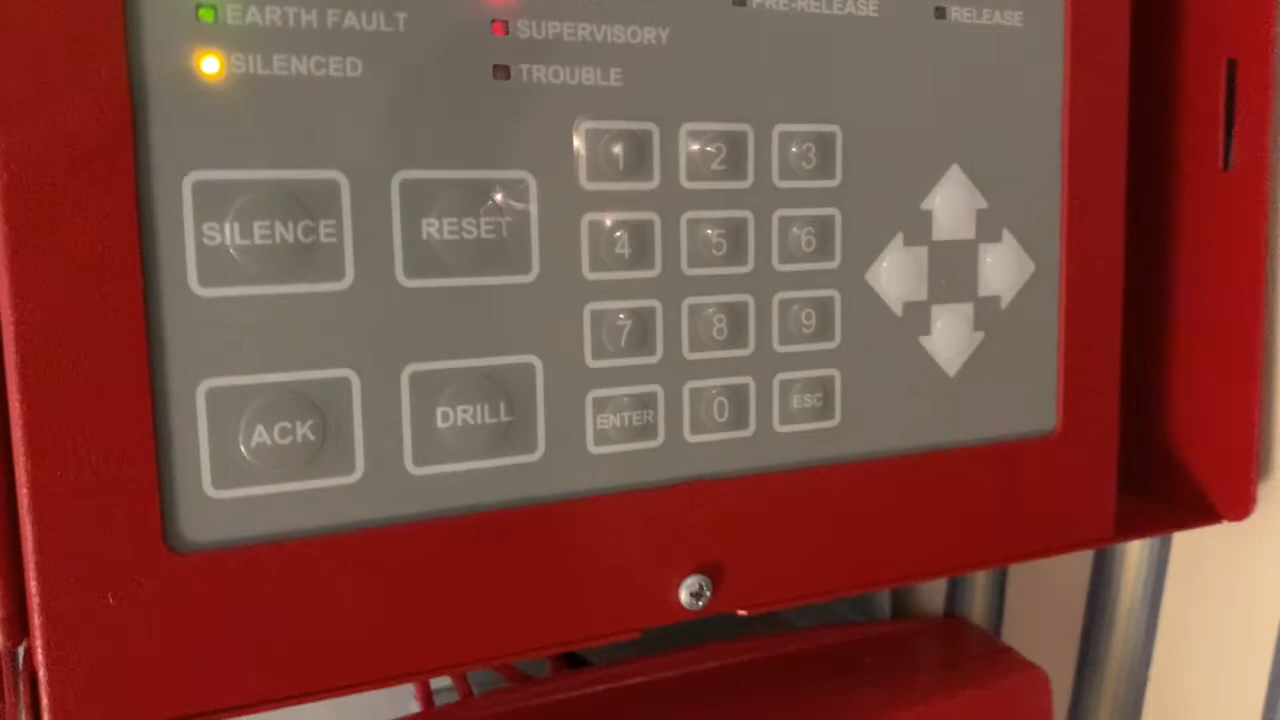 EARTH FAULT
SILENCED
SUPERVISORY
TROUBLE
PRE-RELEASE
RELEASE
SILENCE
RESET
ACK
DRILL
1 2 3
4 5 6
7 8 9
ENTER 0 ESC